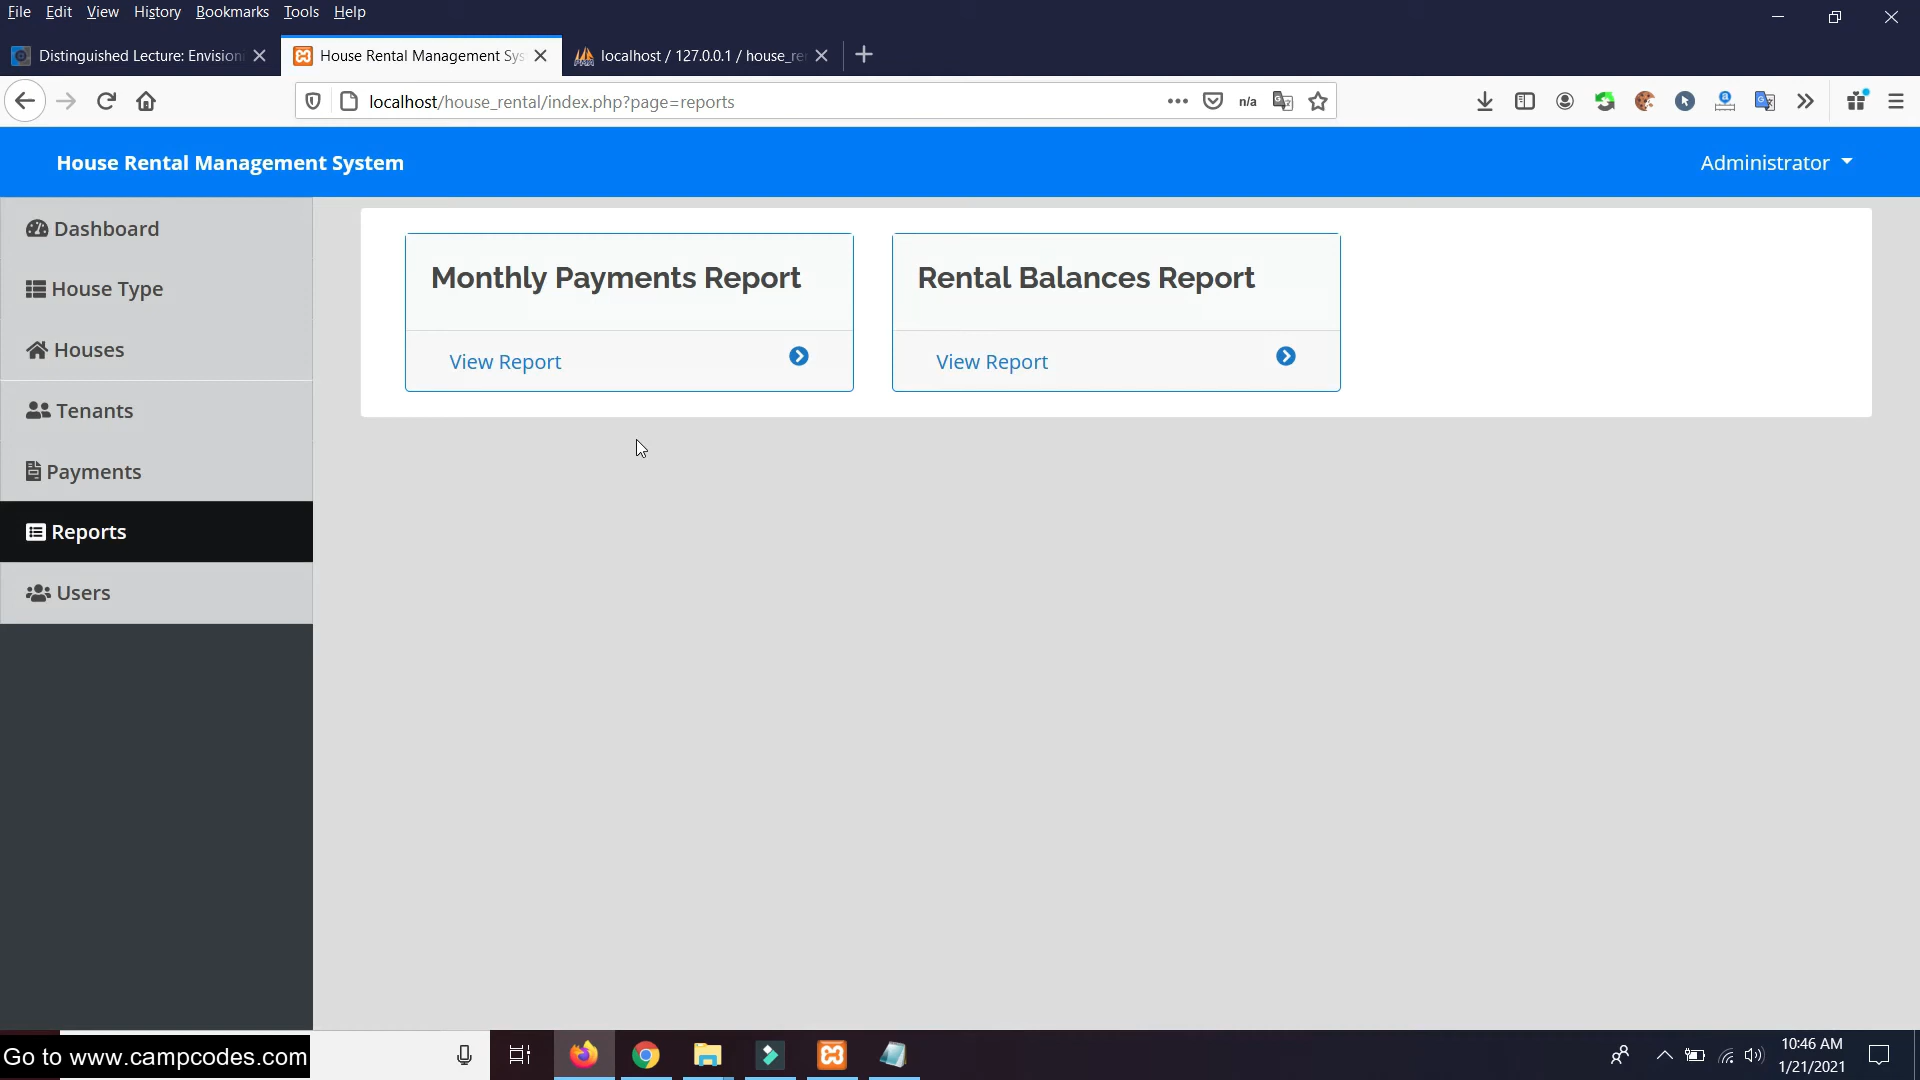 File Edit View History Bookmarks Tools Help
Distinguished Lecture: Envision
House Rental Management Sys
localhost / 127.0.0.1 / house_re
localhost/house_rental/index.php?page=reports
n/a
House Rental Management System
Administrator
Dashboard
House Type
Houses
Tenants
Payments
Reports
Users
Monthly Payments Report
View Report
Rental Balances Report
View Report
Go to www.campcodes.com
10:46 AM
1/21/2021